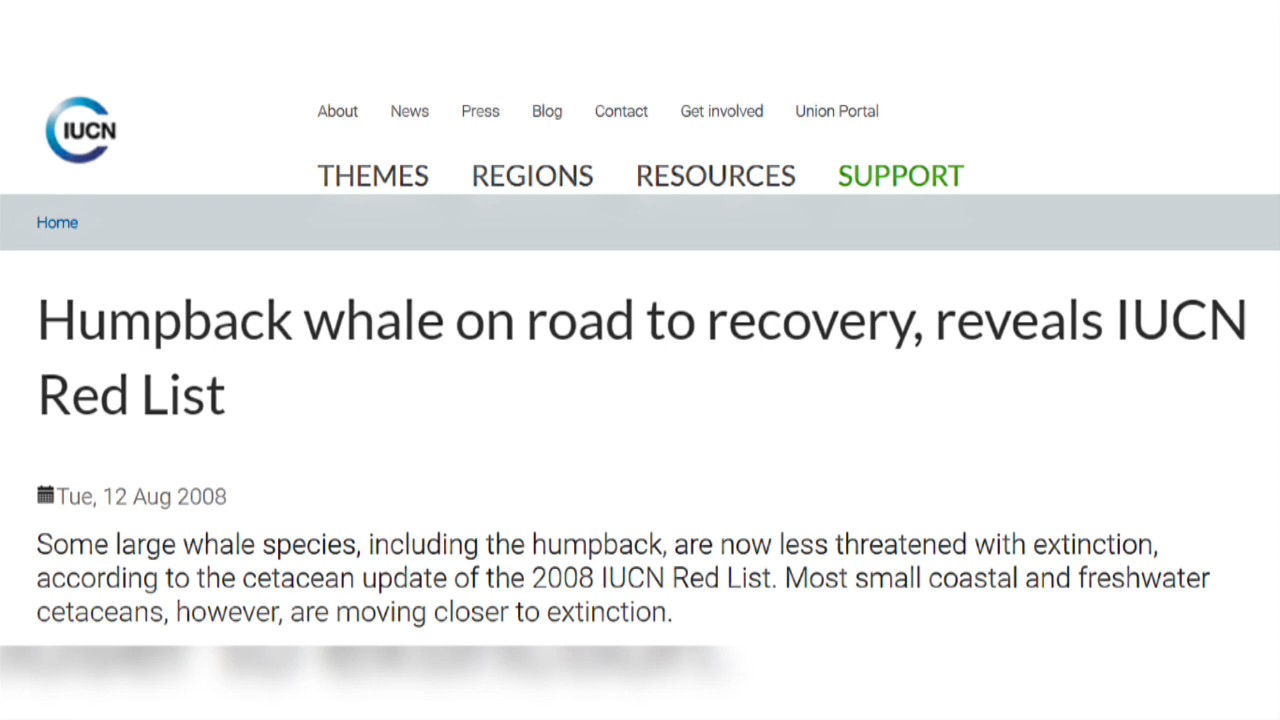 IUCN
About News Press Blog Contact Get involved Union Portal
THEMES REGIONS RESOURCES SUPPORT
Home
Humpback whale on road to recovery, reveals IUCN
Red List
Tue, 12 Aug 2008
Some large whale species, including the humpback, are now less threatened with extinction,
according to the cetacean update of the 2008 IUCN Red List. Most small coastal and freshwater
cetaceans, however, are moving closer to extinction.